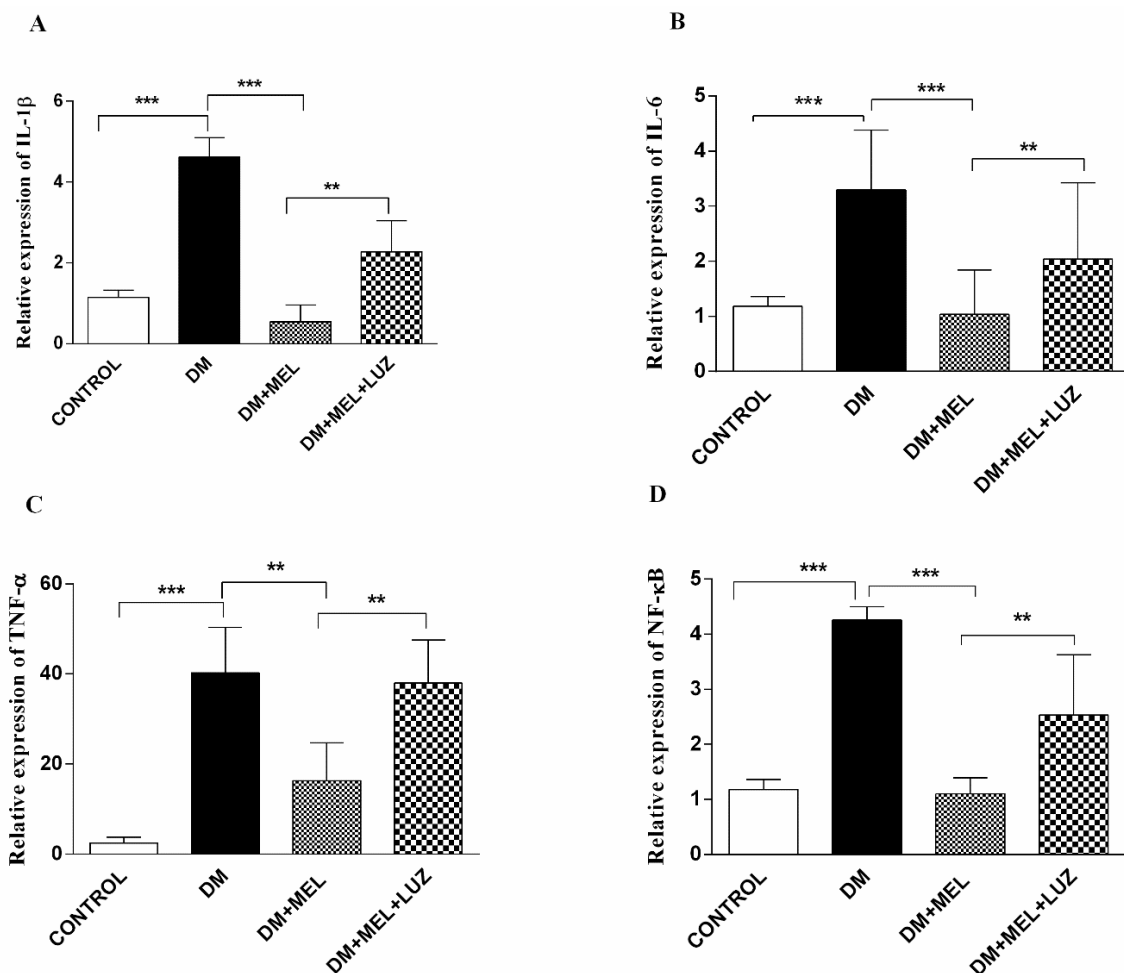 A
Relative expression of IL-1β
6
4
2
0
***
***
**
CONTROL
DM
DM+MEL
DM+MEL+LUZ
B
Relative expression of IL-6
5
4
3
2
1
0
***
***
**
CONTROL
DM
DM+MEL
DM+MEL+LUZ
C
Relative expression of TNF-α
60
40
20
0
***
**
**
CONTROL
DM
DM+MEL
DM+MEL+LUZ
D
Relative expression of NF-κB
5
4
3
2
1
0
***
***
**
CONTROL
DM
DM+MEL
DM+MEL+LUZ